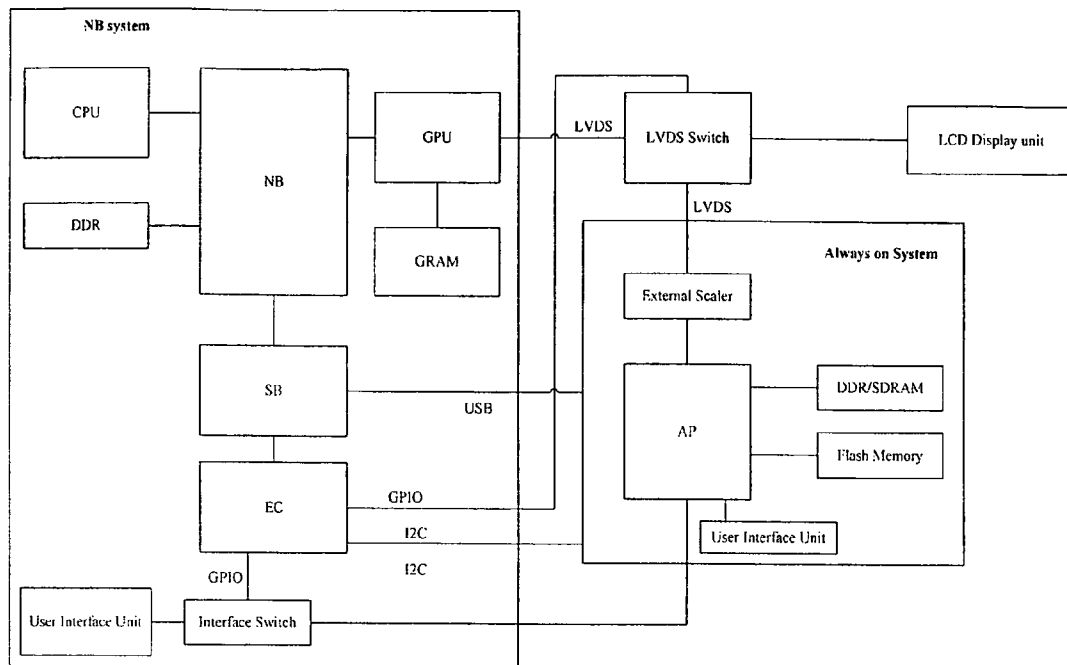 NB system
CPU
NB
GPU
LVDS
LVDS Switch
LCD Display unit
DDR
GRAM
LVDS
Always on System
External Scaler
SB
USB
AP
DDR/SDRAM
Flash Memory
EC
GPIO
I2C
I2C
User Interface Unit
GPIO
User Interface Unit
Interface Switch